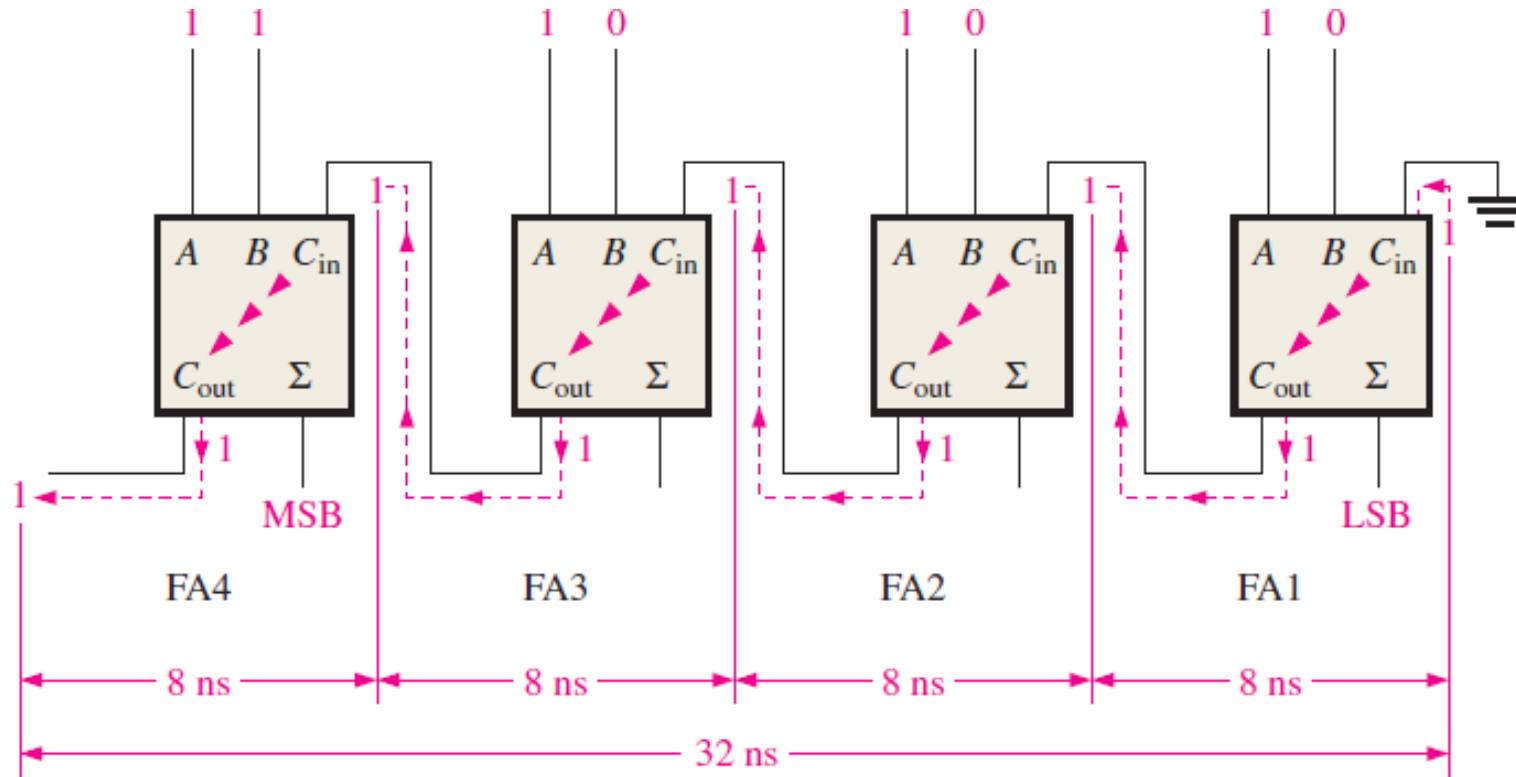 1 1 1 0 1 0 1 0
1 1 1 1
A B Cin A B Cin A B Cin A B Cin
Cout Σ Cout Σ Cout Σ Cout Σ
1 1 1 1
1 MSB LSB
FA4 FA3 FA2 FA1
8 ns 8 ns 8 ns 8 ns
32 ns